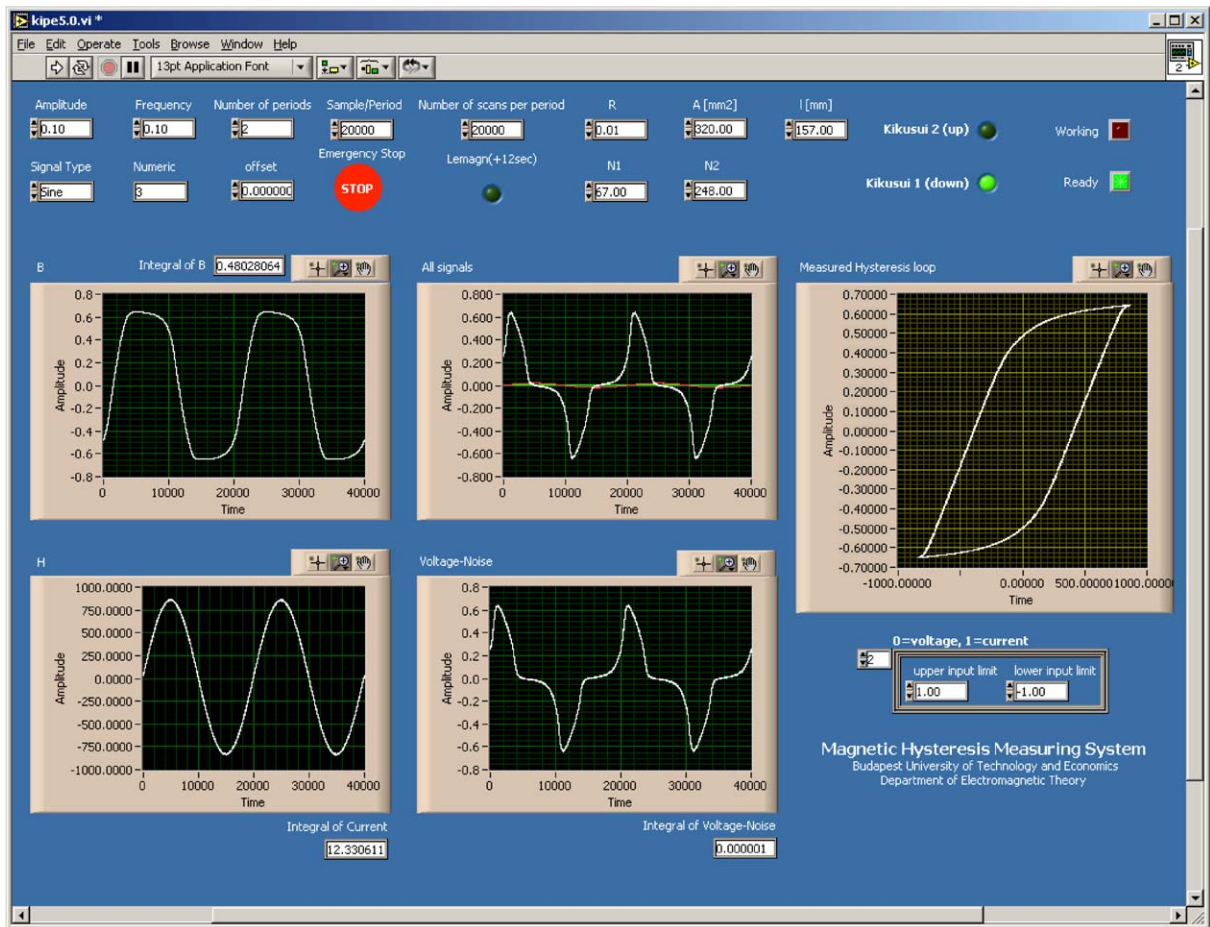 kipe5.0.vi *
File Edit Operate Tools Browse Window Help
13pt Application Font
2
Amplitude Frequency Number of periods Sample/Period Number of scans per period R A [mm2] l [mm]
0.10 0.10 2 20000 20000 0.01 320.00 157.00 Kikusui 2 (up) Working
Signal Type Numeric offset Emergency Stop Lemagn(+12sec) N1 N2
Sine 3 0.000000 STOP 67.00 248.00 Kikusui 1 (down) Ready
B Integral of B 0.48028064
0.8
0.6
0.4
0.2
0.0
-0.2
-0.4
-0.6
-0.8
Amplitude
0 10000 20000 30000 40000
Time
All signals
0.800
0.600
0.400
0.200
0.000
-0.200
-0.400
-0.600
-0.800
Amplitude
0 10000 20000 30000 40000
Time
Measured Hysteresis loop
0.70000
0.60000
0.50000
0.40000
0.30000
0.20000
0.10000
0.00000
-0.10000
-0.20000
-0.30000
-0.40000
-0.50000
-0.60000
-0.70000
Amplitude
-1000.00000 0.00000 500.00000 1000.00000
Time
H
1000.0000
750.0000
500.0000
250.0000
0.0000
-250.0000
-500.0000
-750.0000
-1000.0000
Amplitude
0 10000 20000 30000 40000
Time
Integral of Current
12.330611
Voltage-Noise
0.8
0.6
0.4
0.2
0.0
-0.2
-0.4
-0.6
-0.8
Amplitude
0 10000 20000 30000 40000
Time
Integral of Voltage-Noise
0.000001
0=voltage, 1=current
2
upper input limit lower input limit
1.00 -1.00
Magnetic Hysteresis Measuring System
Budapest University of Technology and Economics
Department of Electromagnetic Theory